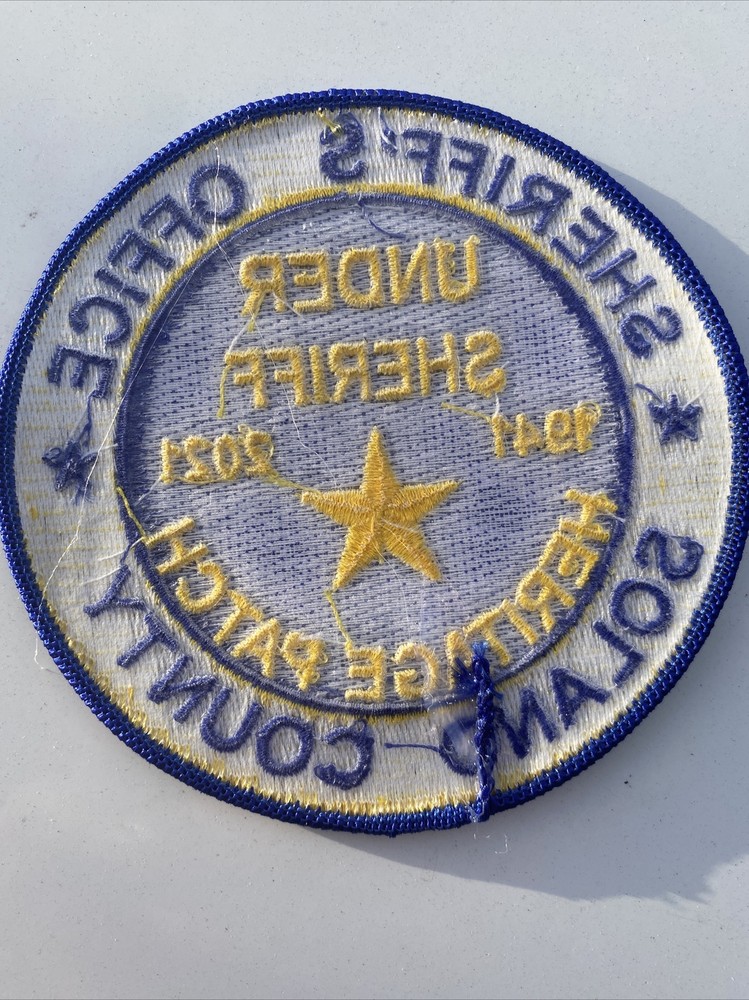 SHERIFF'S OFFICE
UNDER
SHERIFF
1941 2021
HERITAGE PATCH
SOLANO COUNTY